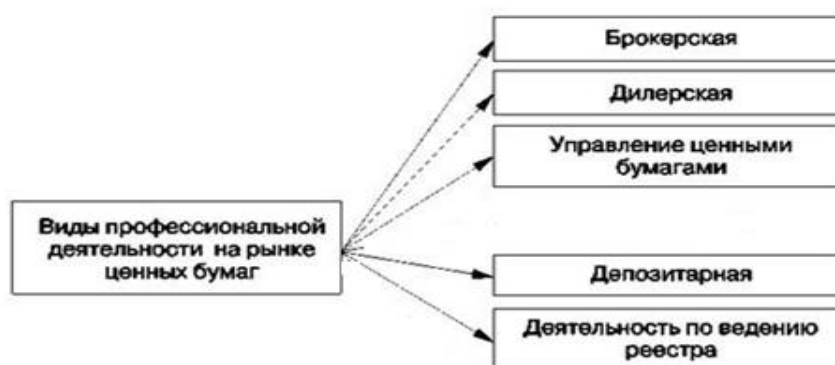 Брокерская
Дилерская
Управление ценными
бумагами
Виды профессиональной
деятельности на рынке
ценных бумаг
Депозитарная
Деятельность по ведению
реестра